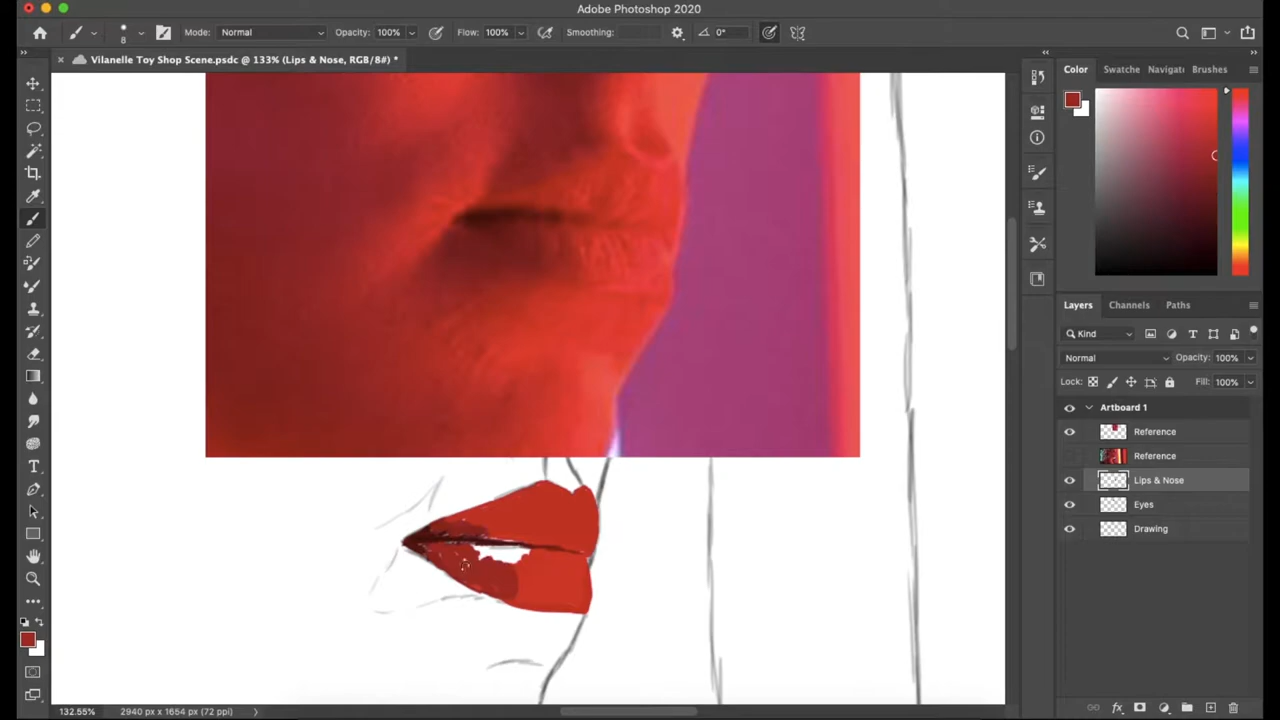 Adobe Photoshop 2020
8
Mode: Normal Opacity: 100% Flow: 100% Smoothing: 0°
Vilanelle Toy Shop Scene.psdc @ 133% (Lips & Nose, RGB/8#) *
Color Swatche Navigat Brushes
Layers Channels Paths
Kind
Normal Opacity: 100%
Lock: Fill: 100%
Artboard 1
Reference
Reference
Lips & Nose
Eyes
Drawing
132.55% 2940 px x 1654 px (72 ppi)